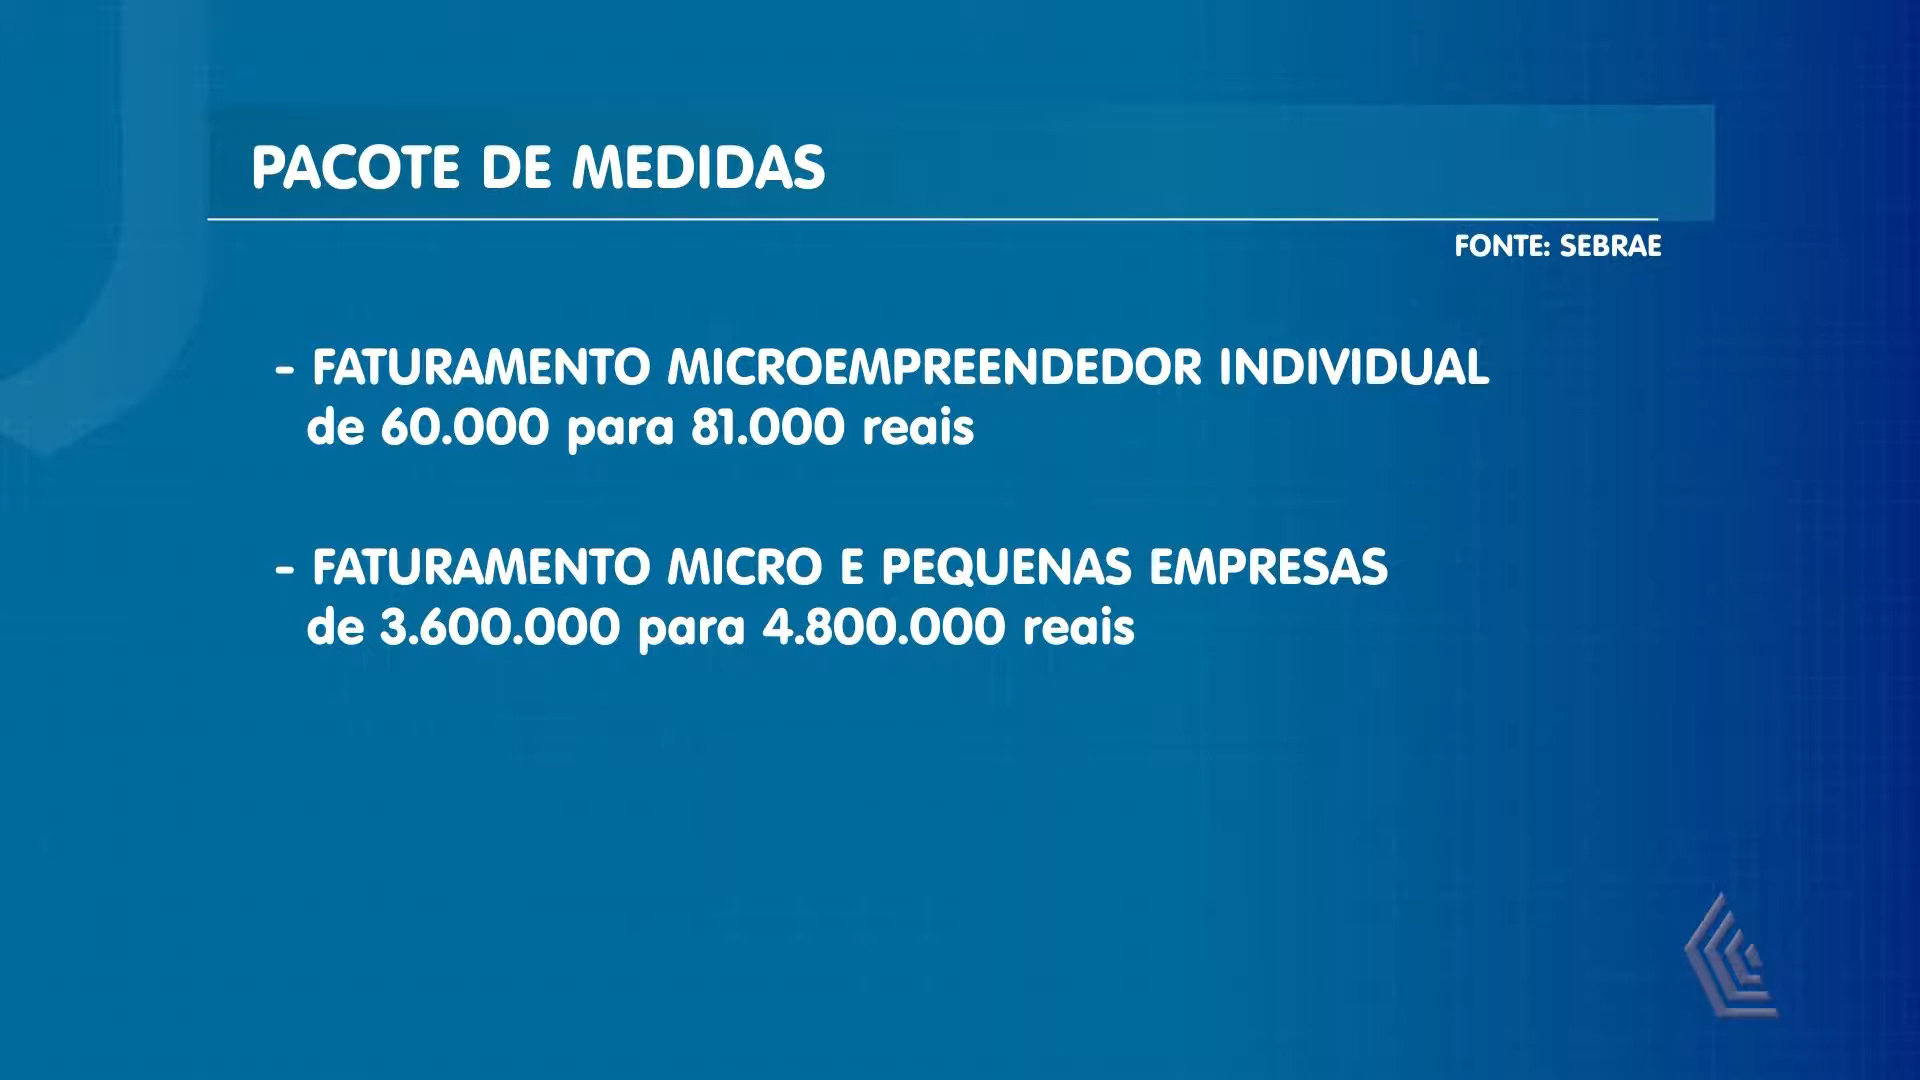 PACOTE DE MEDIDAS
FONTE: SEBRAE
- FATURAMENTO MICROEMPREENDEDOR INDIVIDUAL
de 60.000 para 81.000 reais
- FATURAMENTO MICRO E PEQUENAS EMPRESAS
de 3.600.000 para 4.800.000 reais